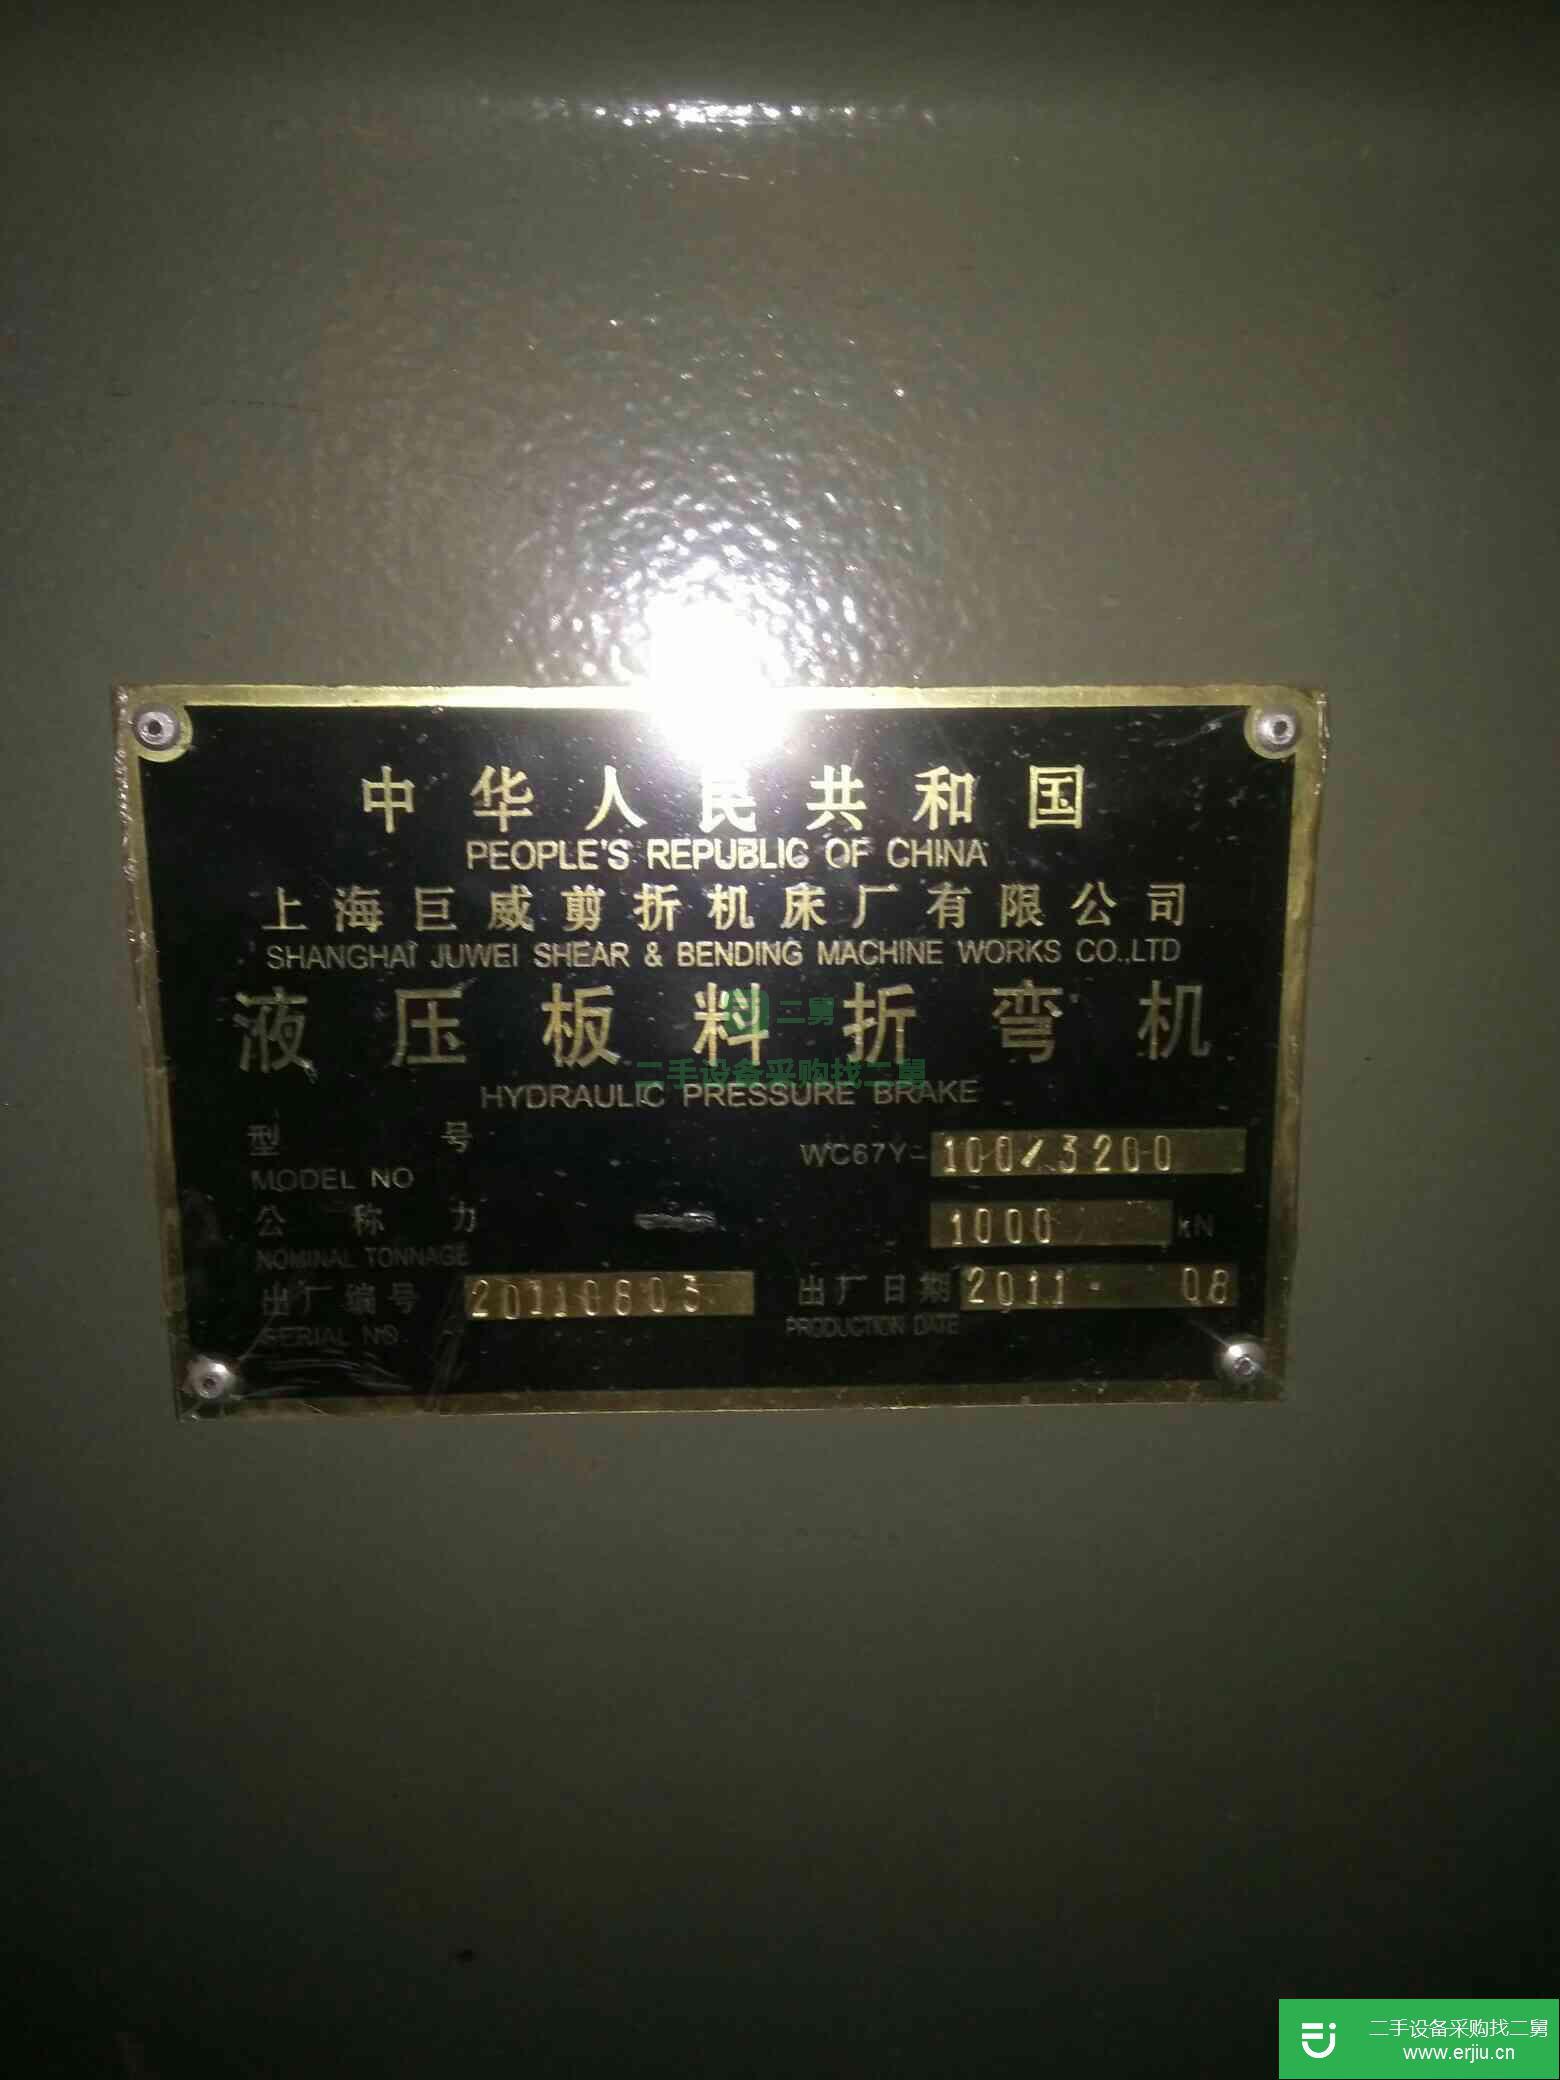 中华人民共和国
PEOPLE'S REPUBLIC OF CHINA
上海巨威剪折机床厂有限公司
SHANGHAI JUWEI SHEAR & BENDING MACHINE WORKS CO.,LTD
液压板料折弯机
二舅
二手设备采购找二舅
HYDRAULIC PRESSURE BRAKE
型号 WC67Y-100/3200
MODEL NO
公称力 1000 kN
NOMINAL TONNAGE
出厂编号 20110803 出厂日期 2011- 08
SERIAL NO. PRODUCTION DATE
二手设备采购找二舅
www.erjiu.cn